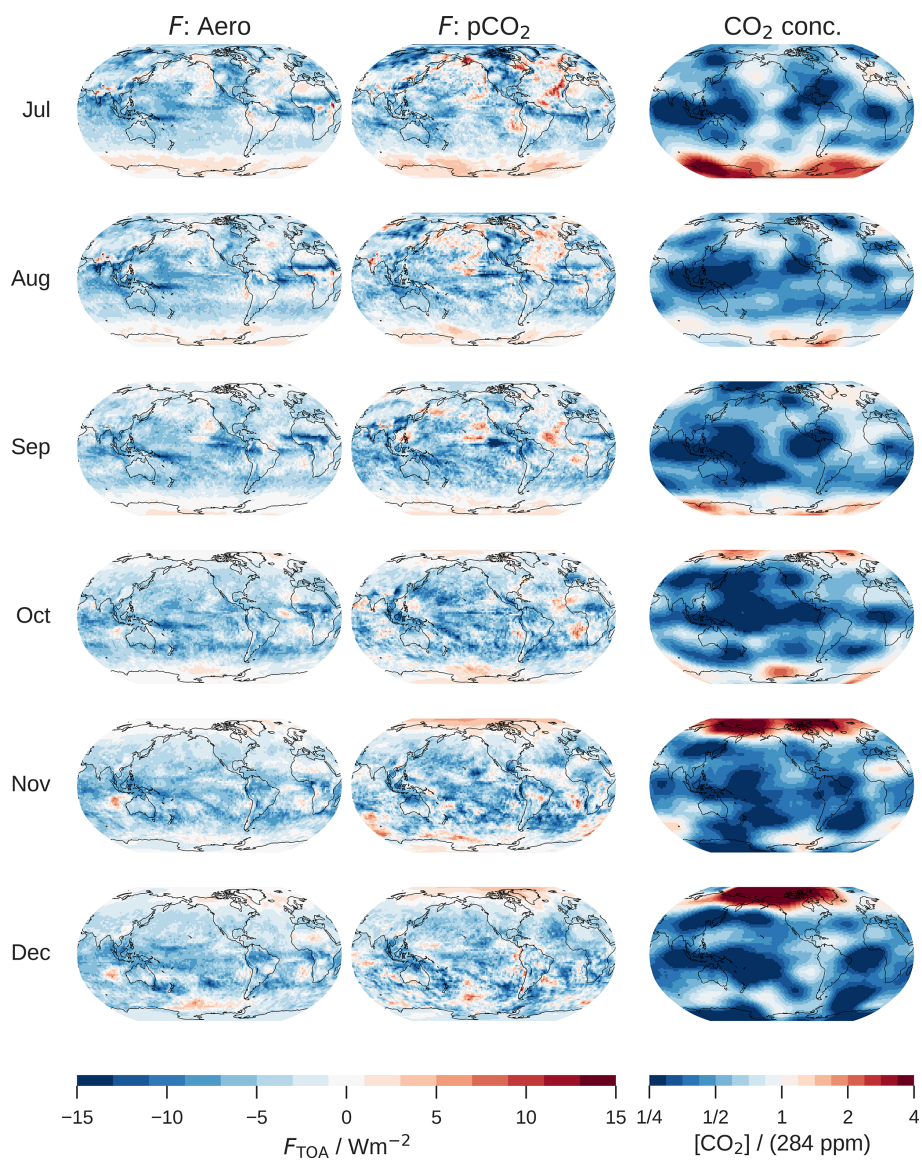 F: Aero F: pCO₂ CO₂ conc.
Jul
Aug
Sep
Oct
Nov
Dec
−15 −10 −5 0 5 10 15 1/4 1/2 1 2 4
F_TOA / Wm⁻² [CO₂] / (284 ppm)